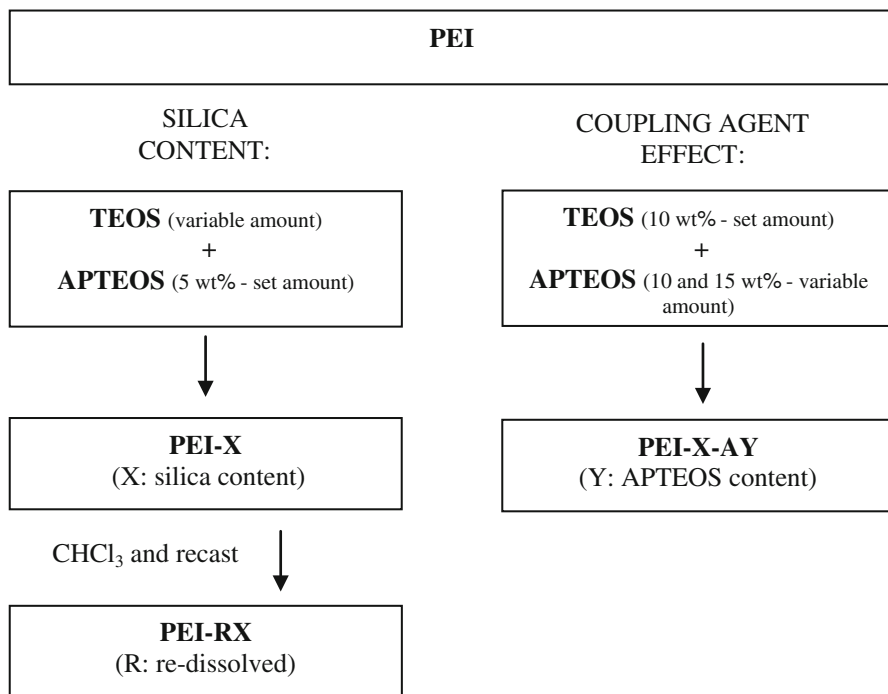 PEI
SILICA
CONTENT:
TEOS (variable amount)
+
APTEOS (5 wt% - set amount)
PEI-X
(X: silica content)
CHCl₃ and recast
PEI-RX
(R: re-dissolved)
COUPLING AGENT
EFFECT:
TEOS (10 wt% - set amount)
+
APTEOS (10 and 15 wt% - variable
amount)
PEI-X-AY
(Y: APTEOS content)